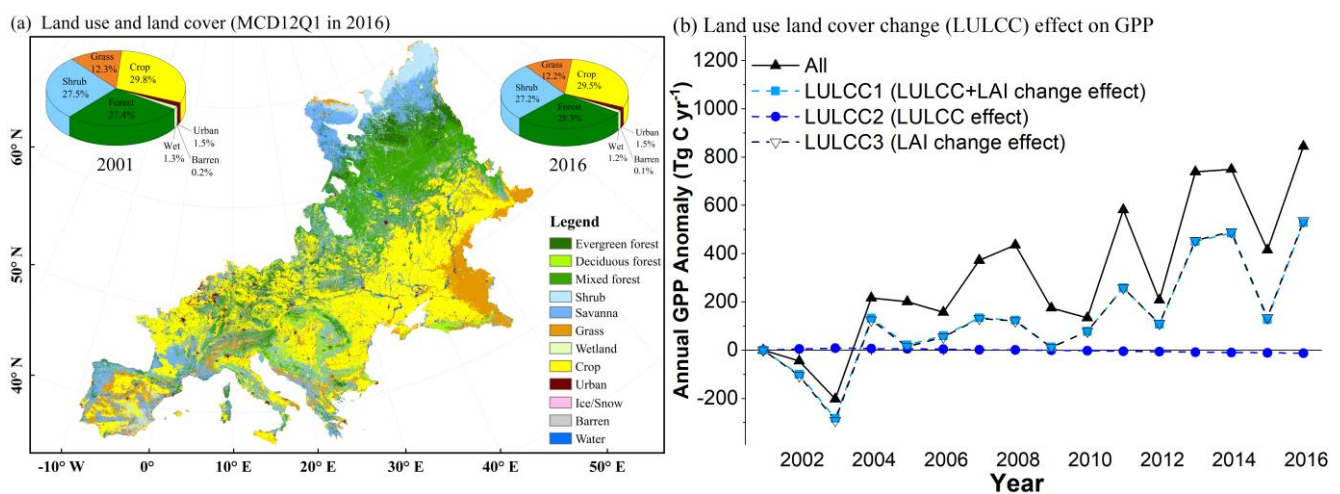 (a) Land use and land cover (MCD12Q1 in 2016)
Grass
12.3%
Crop
29.8%
Shrub
27.5%
Forest
27.4%
Urban
1.5%
Wet
1.3%
Barren
0.2%
2001
Grass
12.2%
Crop
29.5%
Shrub
27.2%
Forest
28.3%
Urban
1.5%
Wet
1.2%
Barren
0.1%
2016
60° N
50° N
40° N
Legend
Evergreen forest
Deciduous forest
Mixed forest
Shrub
Savanna
Grass
Wetland
Crop
Urban
Ice/Snow
Barren
Water
-10° W
0°
10° E
20° E
30° E
40° E
50° E
(b) Land use land cover change (LULCC) effect on GPP
Annual GPP Anomaly (Tg C yr⁻¹)
1200
1000
800
600
400
200
0
-200
All
LULCC1 (LULCC+LAI change effect)
LULCC2 (LULCC effect)
LULCC3 (LAI change effect)
2002 2004 2006 2008 2010 2012 2014 2016
Year